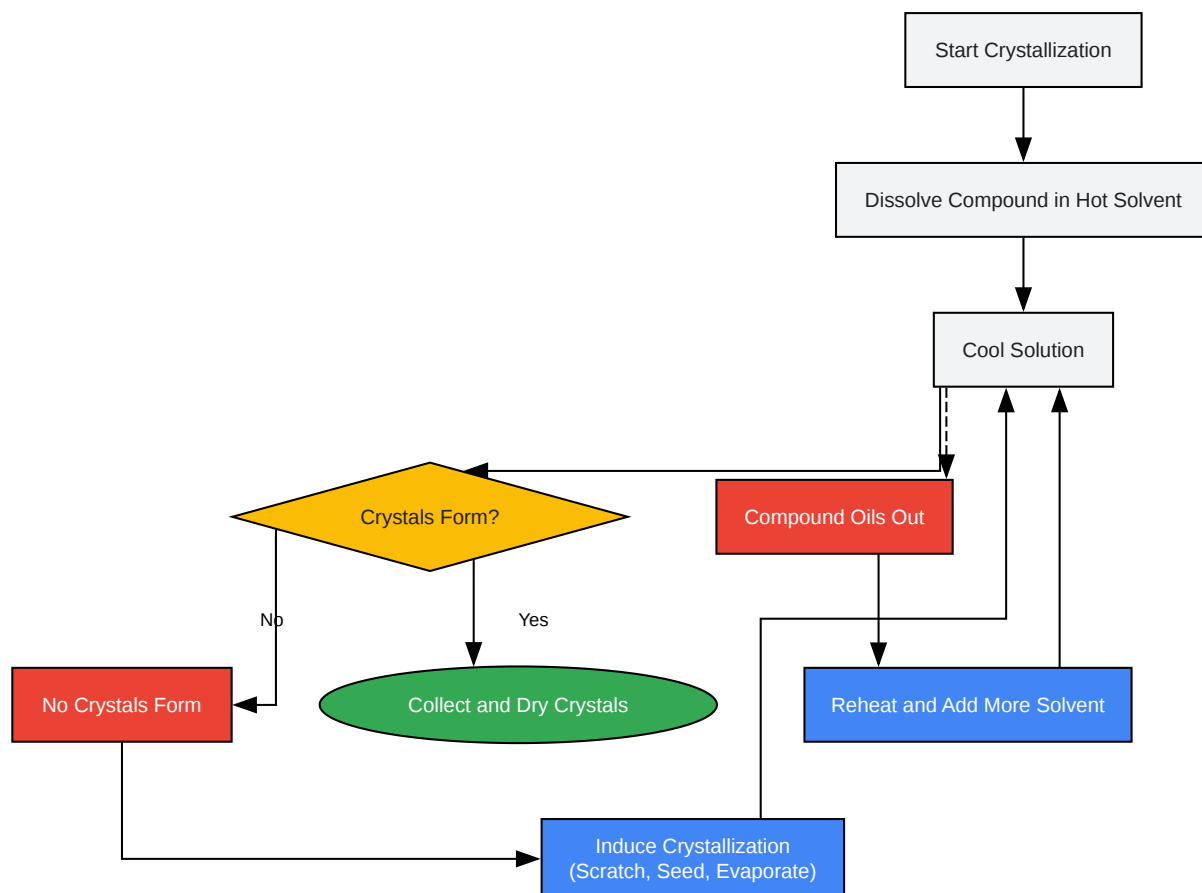 Start Crystallization
Dissolve Compound in Hot Solvent
Cool Solution
Crystals Form?
Compound Oils Out
No
Yes
No Crystals Form
Collect and Dry Crystals
Reheat and Add More Solvent
Induce Crystallization
(Scratch, Seed, Evaporate)